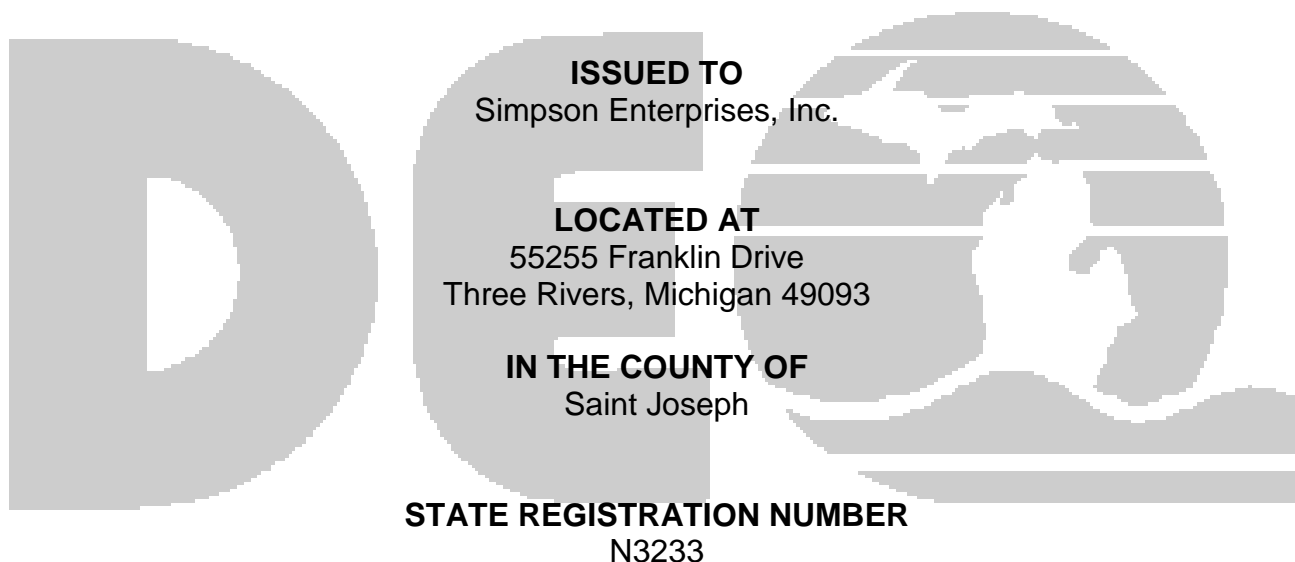 DEQ
ISSUED TO
Simpson Enterprises, Inc.
LOCATED AT
55255 Franklin Drive
Three Rivers, Michigan 49093
IN THE COUNTY OF
Saint Joseph
STATE REGISTRATION NUMBER
N3233